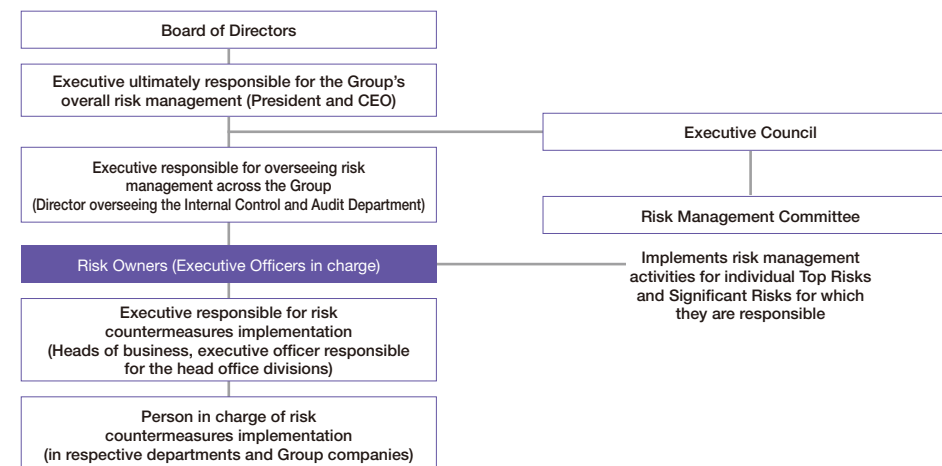 Board of Directors
Executive ultimately responsible for the Group's
overall risk management (President and CEO)
Executive Council
Executive responsible for overseeing risk
management across the Group
(Director overseeing the Internal Control and Audit Department)
Risk Management Committee
Risk Owners (Executive Officers in charge)
Implements risk management
activities for individual Top Risks
and Significant Risks for which
they are responsible
Executive responsible for risk
countermeasures implementation
(Heads of business, executive officer responsible
for the head office divisions)
Person in charge of risk
countermeasures implementation
(in respective departments and Group companies)